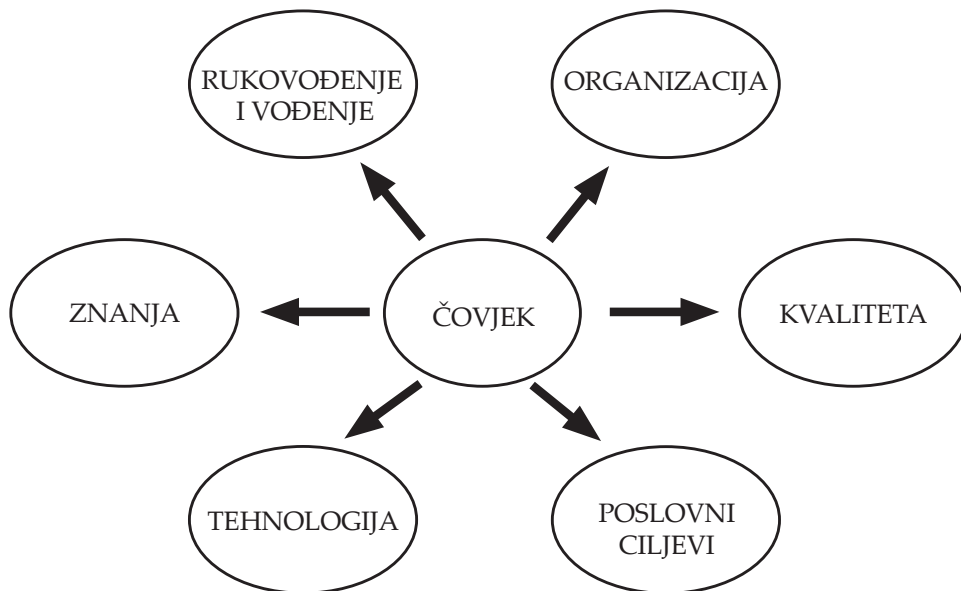 RUKOVOĐENJE
I VOĐENJE
ORGANIZACIJA
ZNANJA
ČOVJEK
KVALITETA
TEHNOLOGIJA
POSLOVNI
CILJEVI